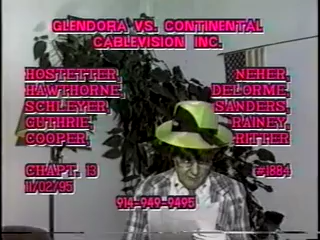 GLENDORA VS. CONTINENTAL
CABLEVISION INC.
HOSTETTER, NEHER,
HAWTHORNE, DELORME,
SCHLEYER, SANDERS,
GUTHRIE, RAINEY,
COOPER, RITTER
CHAPT. 13 #1884
11/02/95
914-949-9495